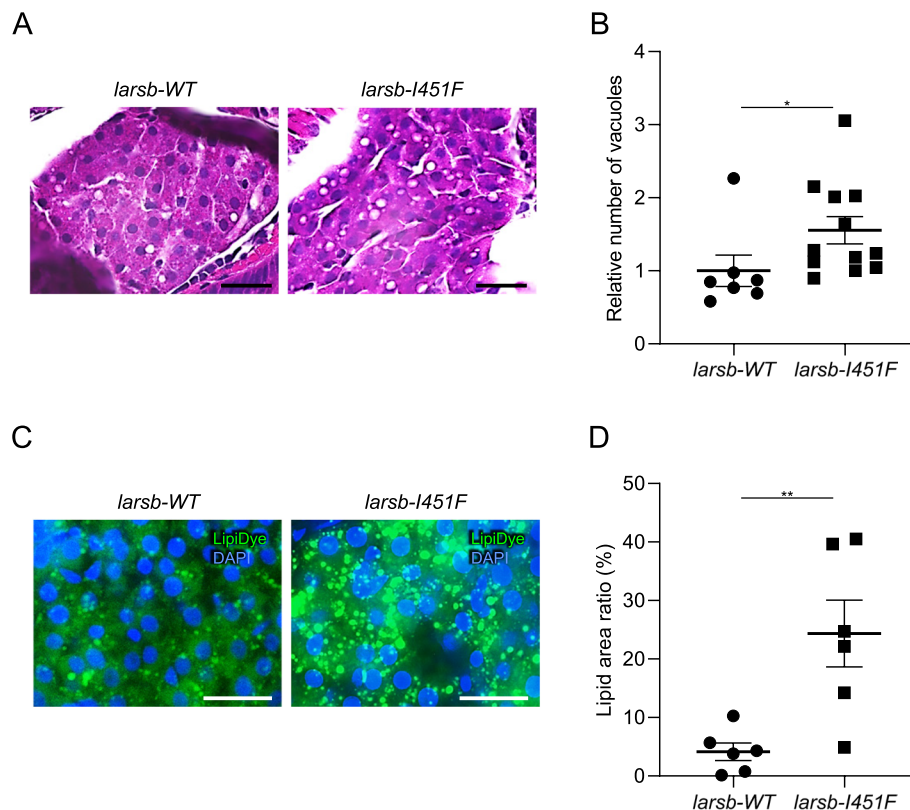 A
larsb-WT
larsb-I451F
B
Relative number of vacuoles
4
3
2
1
0
*
larsb-WT
larsb-I451F
C
larsb-WT
larsb-I451F
LipiDye
DAPI
LipiDye
DAPI
D
Lipid area ratio (%)
50
40
30
20
10
0
**
larsb-WT
larsb-I451F